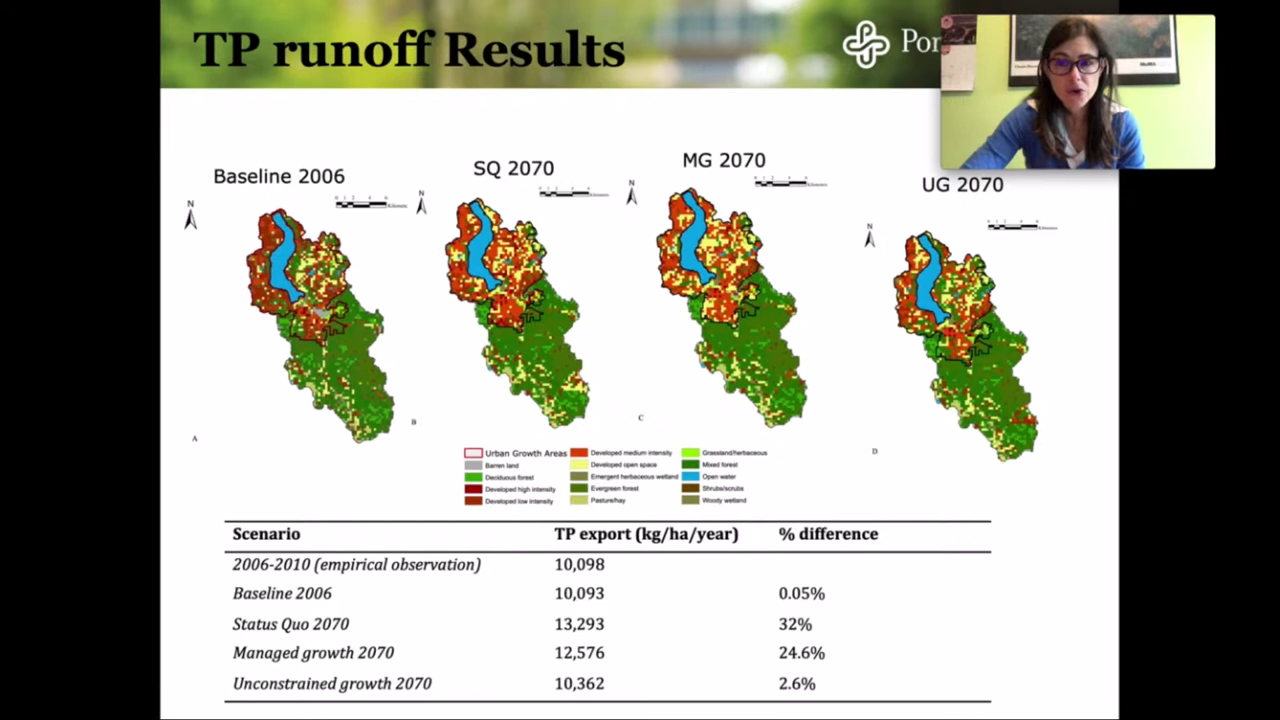 TP runoff Results
Por
Baseline 2006
SQ 2070
MG 2070
UG 2070
N
N
N
N
A
B
C
D
Urban Growth Areas
Barren land
Deciduous forest
Developed high intensity
Developed low intensity
Developed medium intensity
Developed open space
Emergent herbaceous wetland
Evergreen forest
Pasture/hay
Grassland/herbaceous
Mixed forest
Open water
Shrubs/scrubs
Woody wetland
Scenario TP export (kg/ha/year) % difference
2006-2010 (empirical observation) 10,098
Baseline 2006 10,093 0.05%
Status Quo 2070 13,293 32%
Managed growth 2070 12,576 24.6%
Unconstrained growth 2070 10,362 2.6%